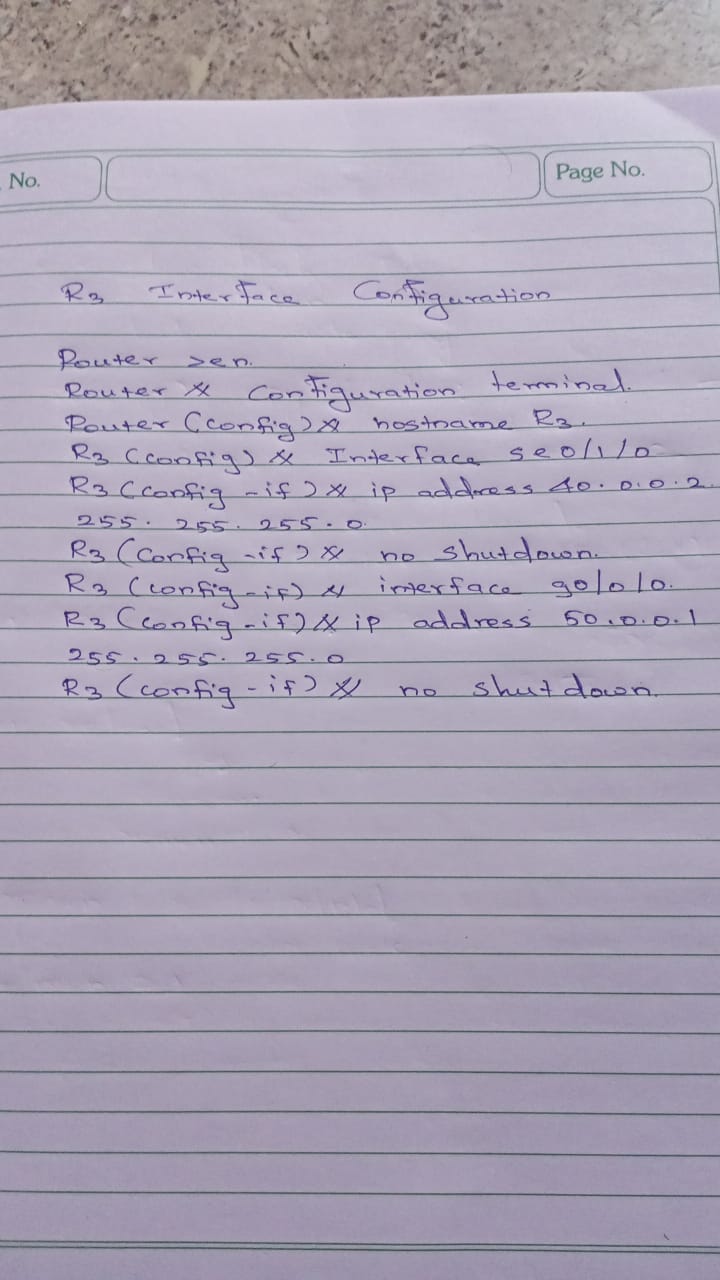 No.
Page No.
R3 Interface Configuration
Router >en.
Router # Configuration terminal.
Router (config)# hostname R3.
R3 (config) # Interface se0/1/0
R3 (config -if)# ip address 40.0.0.2.
255. 255. 255.0.
R3 (Config -if)# no shutdown.
R3 (config-if) # interface g0/0/0.
R3 (config-if)# ip address 50.0.0.1
255.255.255.0
R3 (config-if)# no shutdown.